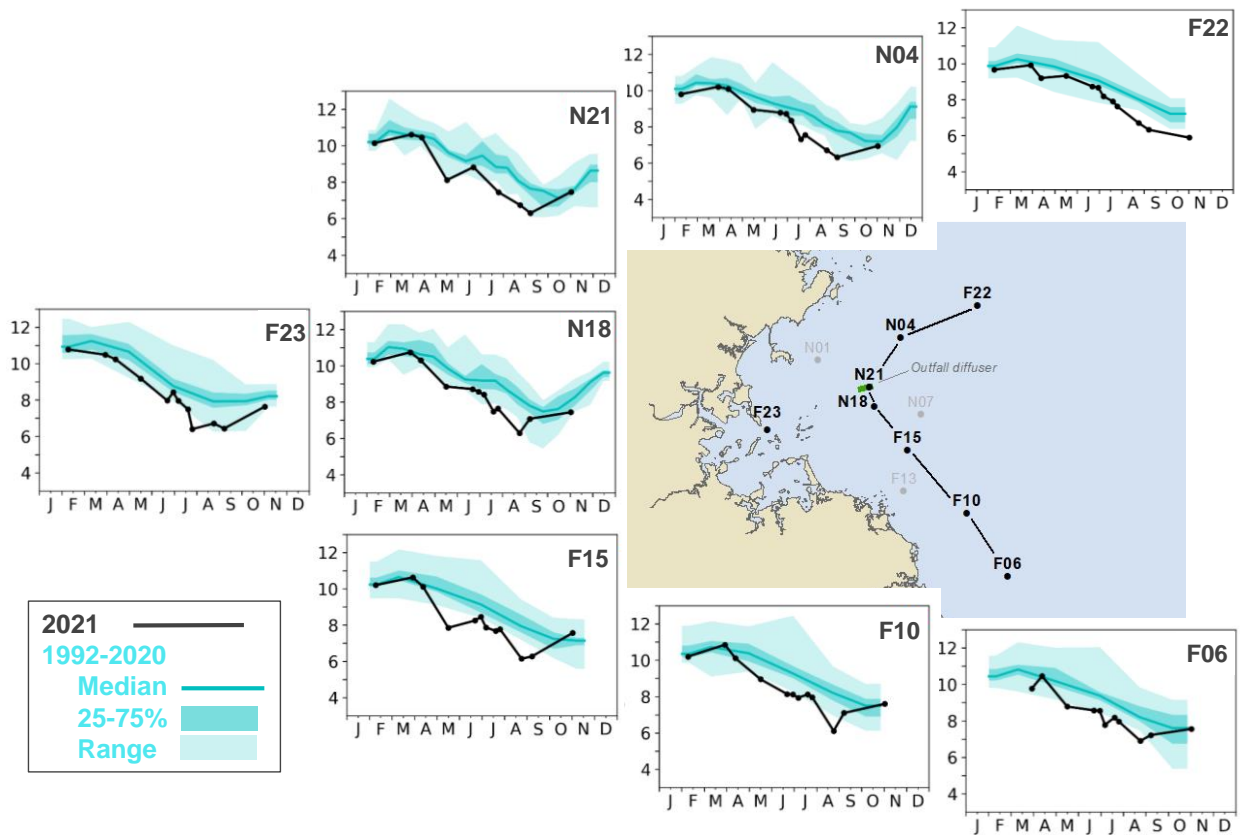 F22
12
10
8
6
4
J F M A M J J A S O N D
N04
12
10
8
6
4
J F M A M J J A S O N D
N21
12
10
8
6
4
J F M A M J J A S O N D
F23
12
10
8
6
4
J F M A M J J A S O N D
N18
12
10
8
6
4
J F M A M J J A S O N D
F22
N04
N01
Outfall diffuser
N21
N18
N07
F23
F15
F13
F10
F06
F15
12
10
8
6
4
J F M A M J J A S O N D
2021
1992-2020
Median
25-75%
Range
F10
12
10
8
6
4
J F M A M J J A S O N D
F06
12
10
8
6
4
J F M A M J J A S O N D